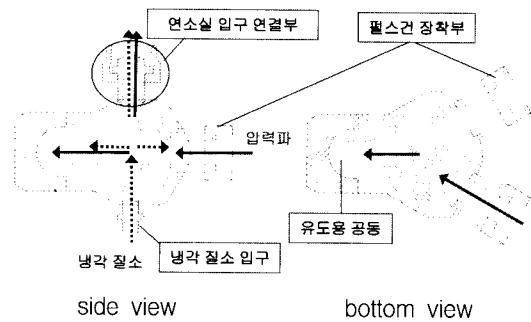 연소실 입구 연결부
펄스건 장착부
압력파
유도용 공동
냉각 질소
냉각 질소 입구
side view
bottom view